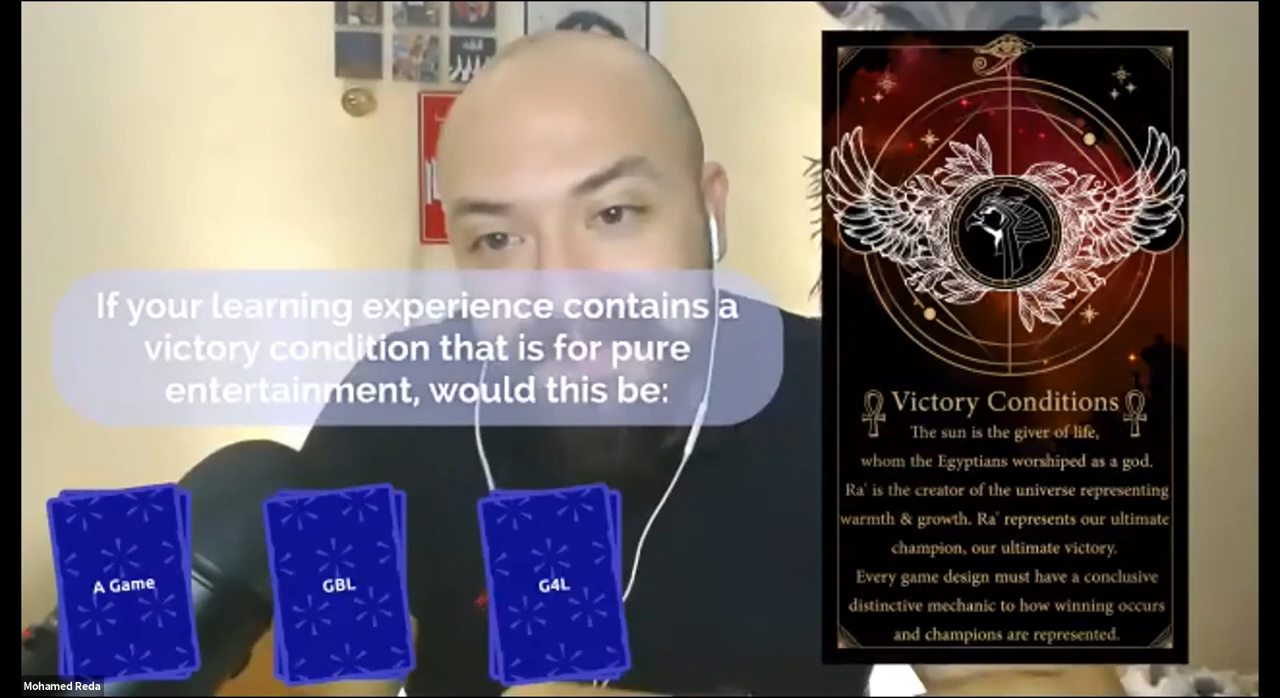 If your learning experience contains a
victory condition that is for pure
entertainment, would this be:
A Game
GBL
G4L
Victory Conditions
The sun is the giver of life,
whom the Egyptians worshiped as a god.
Ra' is the creator of the universe representing
warmth & growth. Ra' represents our ultimate
champion, our ultimate victory.
Every game design must have a conclusive
distinctive mechanic to how winning occurs
and champions are represented.
Mohamed Reda